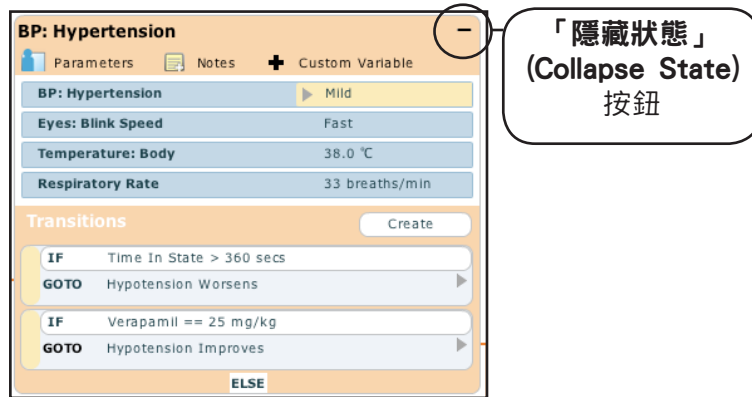 BP: Hypertension
Parameters Notes Custom Variable
BP: Hypertension Mild
Eyes: Blink Speed Fast
Temperature: Body 38.0 ℃
Respiratory Rate 33 breaths/min
Transitions Create
IF Time In State > 360 secs
GOTO Hypotension Worsens
IF Verapamil == 25 mg/kg
GOTO Hypotension Improves
ELSE
「隱藏狀態」
(Collapse State)
按鈕